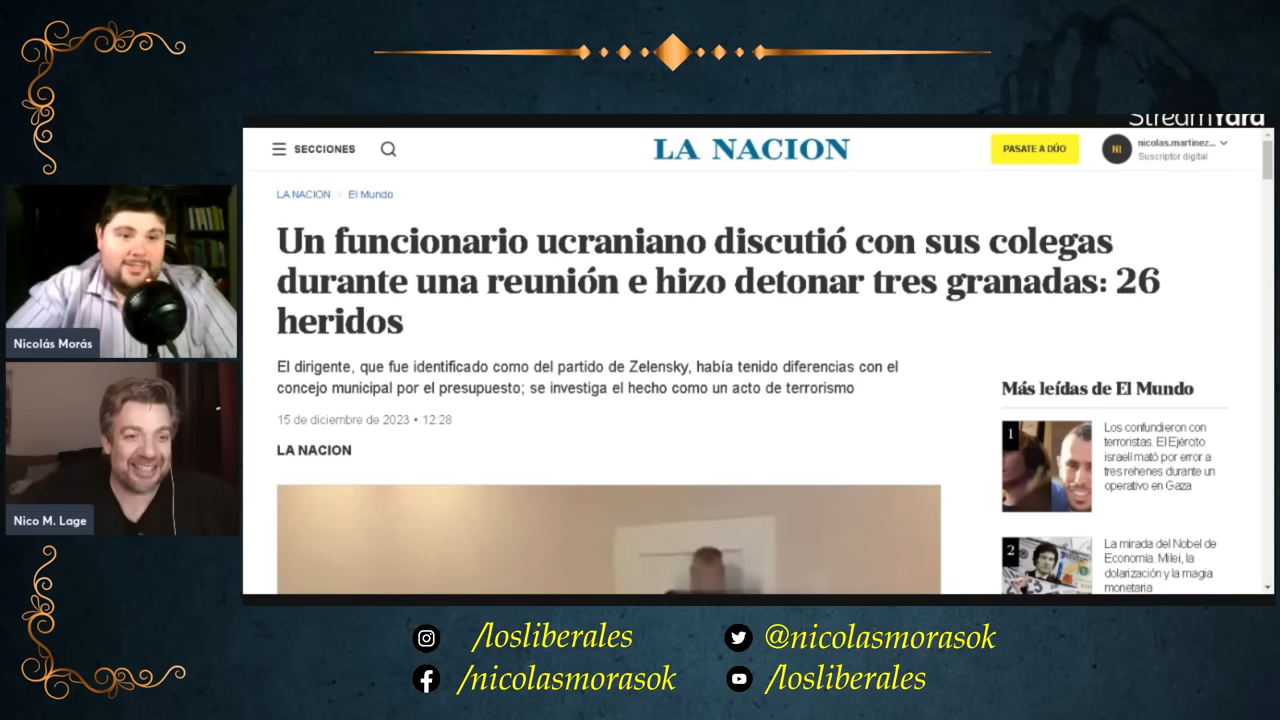 StreamYard
SECCIONES
LA NACION
PASATE A DÚO
NI
nicolas.martinez...
Suscriptor digital
LA NACION > El Mundo
Un funcionario ucraniano discutió con sus colegas
durante una reunión e hizo detonar tres granadas: 26
heridos
El dirigente, que fue identificado como del partido de Zelensky, había tenido diferencias con el
concejo municipal por el presupuesto; se investiga el hecho como un acto de terrorismo
15 de diciembre de 2023 • 12:28
LA NACION
Más leídas de El Mundo
1
Los confundieron con
terroristas. El Ejército
israelí mató por error a
tres rehenes durante un
operativo en Gaza
2
La mirada del Nobel de
Economía. Milei, la
dolarización y la magia
monetaria
Nicolás Morás
Nico M. Lage
/losliberales
@nicolasmorasok
/nicolasmorasok
/losliberales